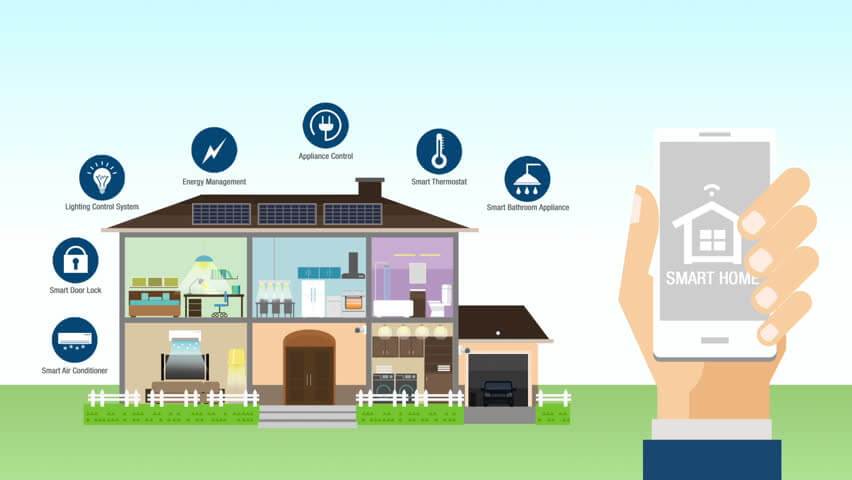 Appliance Control
Energy Management
Smart Thermostat
Lighting Control System
Smart Bathroom Appliance
Smart Door Lock
Smart Air Conditioner
SMART HOME